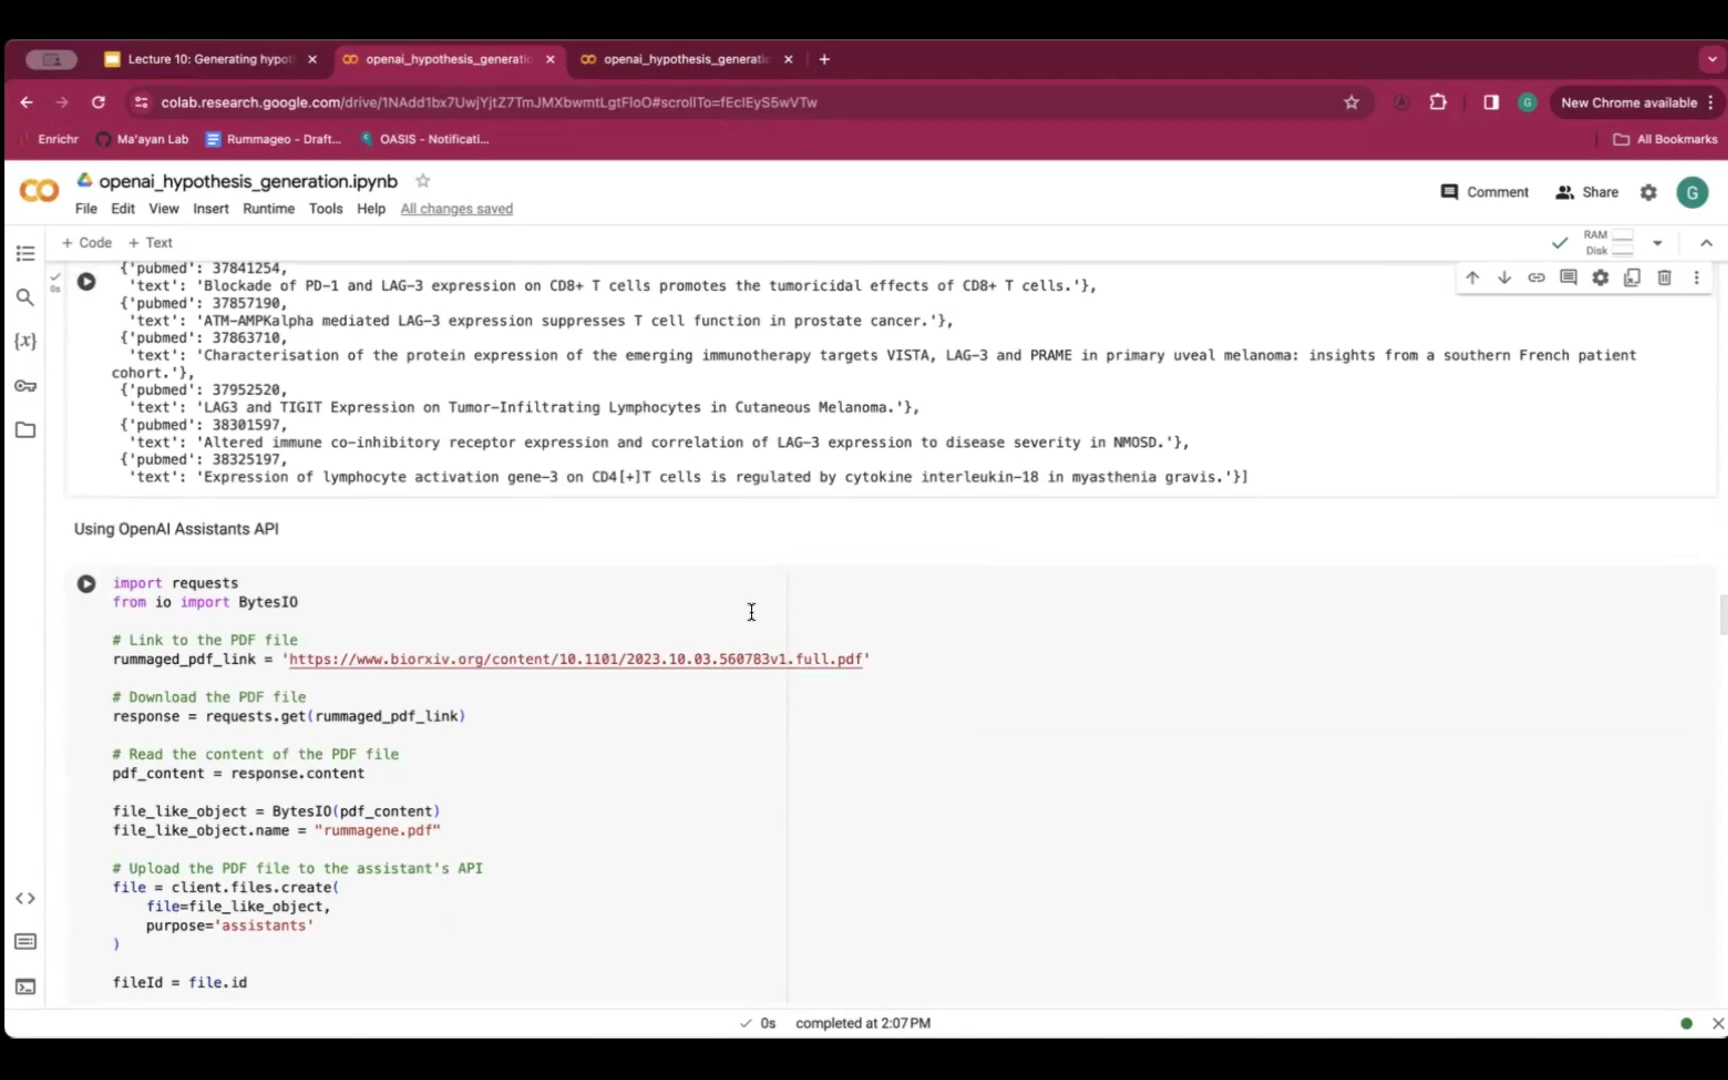 Lecture 10: Generating hypot
openai_hypothesis_generati
openai_hypothesis_generati
colab.research.google.com/drive/1NAdd1bx7UwjYjtZ7TmJMXbwmtLgtFIoO#scrollTo=fEcIEyS5wVTw
G
New Chrome available
Enrichr
Ma'ayan Lab
Rummageo - Draft...
OASIS - Notificati...
All Bookmarks
openai_hypothesis_generation.ipynb
Comment
Share
G
File Edit View Insert Runtime Tools Help All changes saved
+ Code + Text
RAM
Disk
0s
{'pubmed': 37841254,
'text': 'Blockade of PD-1 and LAG-3 expression on CD8+ T cells promotes the tumoricidal effects of CD8+ T cells.'},
{'pubmed': 37857190,
'text': 'ATM-AMPKalpha mediated LAG-3 expression suppresses T cell function in prostate cancer.'},
{'pubmed': 37863710,
'text': 'Characterisation of the protein expression of the emerging immunotherapy targets VISTA, LAG-3 and PRAME in primary uveal melanoma: insights from a southern French patient
cohort.'},
{'pubmed': 37952520,
'text': 'LAG3 and TIGIT Expression on Tumor-Infiltrating Lymphocytes in Cutaneous Melanoma.'},
{'pubmed': 38301597,
'text': 'Altered immune co-inhibitory receptor expression and correlation of LAG-3 expression to disease severity in NMOSD.'},
{'pubmed': 38325197,
'text': 'Expression of lymphocyte activation gene-3 on CD4[+]T cells is regulated by cytokine interleukin-18 in myasthenia gravis.'}]
Using OpenAI Assistants API
import requests
from io import BytesIO
# Link to the PDF file
rummaged_pdf_link = 'https://www.biorxiv.org/content/10.1101/2023.10.03.560783v1.full.pdf'
# Download the PDF file
response = requests.get(rummaged_pdf_link)
# Read the content of the PDF file
pdf_content = response.content
file_like_object = BytesIO(pdf_content)
file_like_object.name = "rummagene.pdf"
# Upload the PDF file to the assistant's API
file = client.files.create(
file=file_like_object,
purpose='assistants'
)
fileId = file.id
0s completed at 2:07 PM